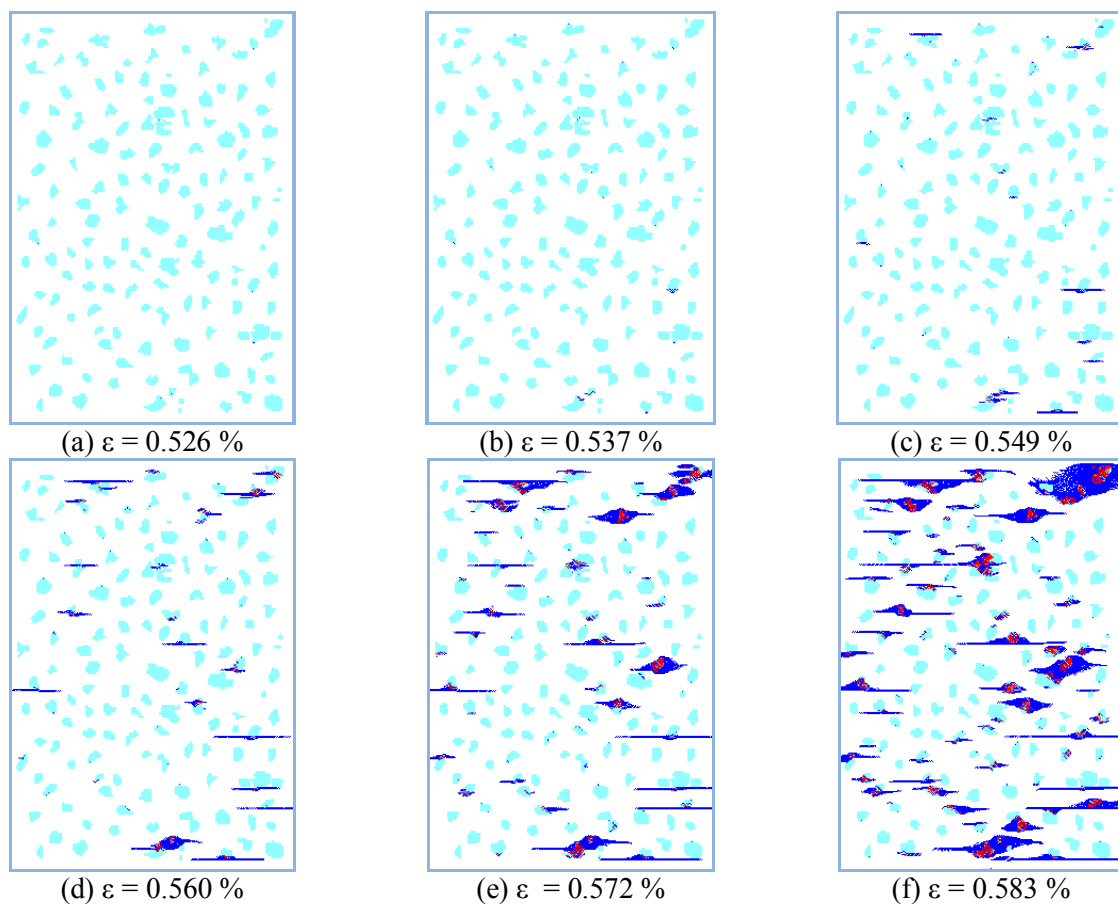 (a) ε = 0.526 %
(b) ε = 0.537 %
(c) ε = 0.549 %
(d) ε = 0.560 %
(e) ε = 0.572 %
(f) ε = 0.583 %